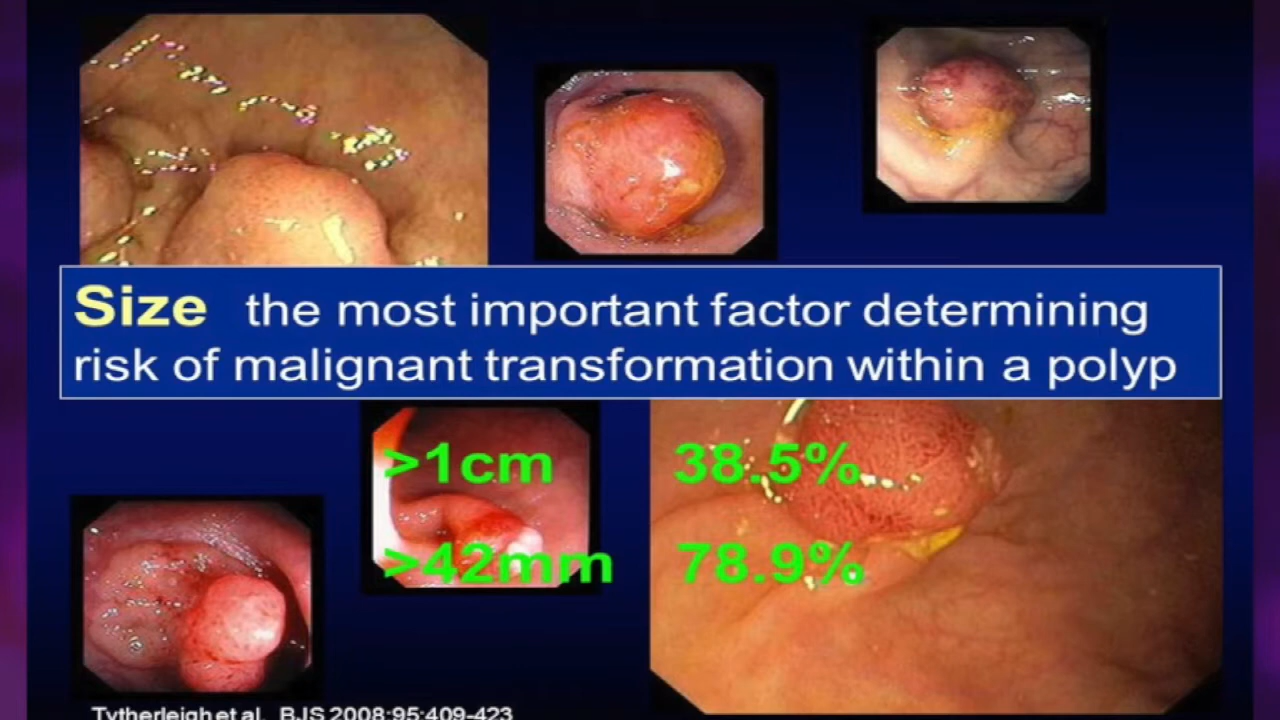 Size the most important factor determining
risk of malignant transformation within a polyp
>1cm 38.5%
>42mm 78.9%
Tytherleigh et al. BJS 2008;95:409-423